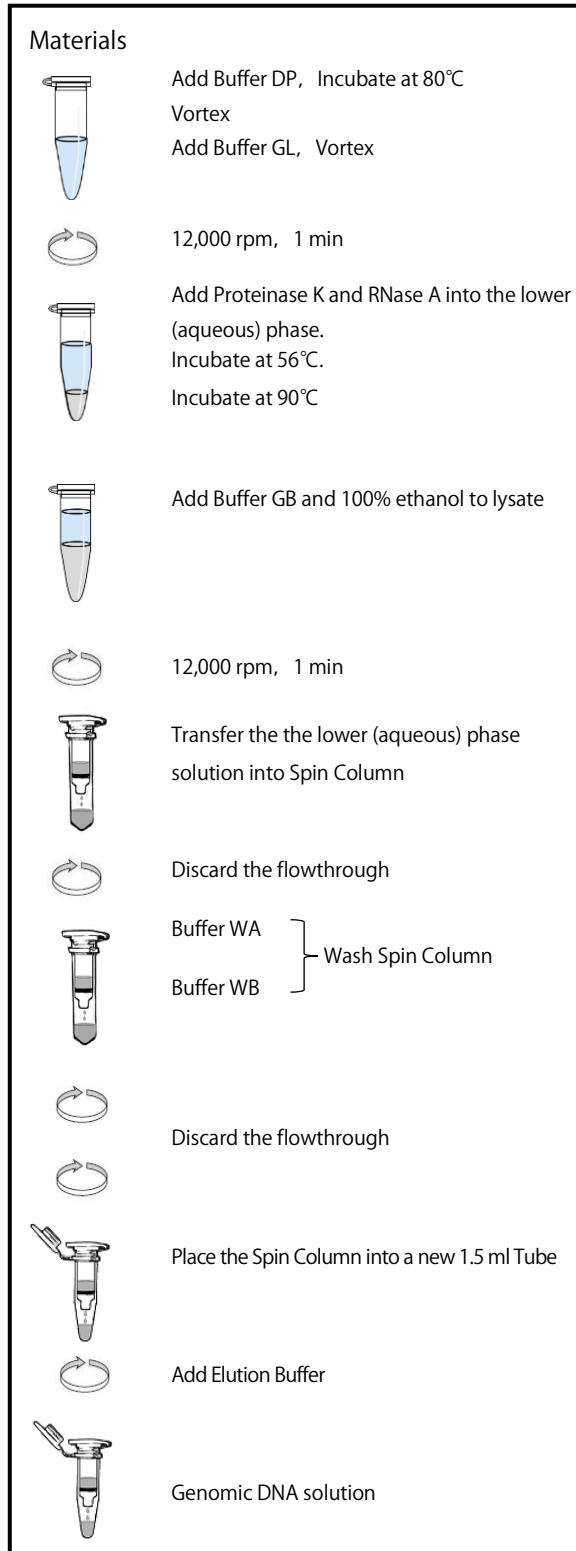 Materials
Add Buffer DP, Incubate at 80℃
Vortex
Add Buffer GL, Vortex
12,000 rpm, 1 min
Add Proteinase K and RNase A into the lower
(aqueous) phase.
Incubate at 56℃.
Incubate at 90℃
Add Buffer GB and 100% ethanol to lysate
12,000 rpm, 1 min
Transfer the the lower (aqueous) phase
solution into Spin Column
Discard the flowthrough
Buffer WA
Wash Spin Column
Buffer WB
Discard the flowthrough
Place the Spin Column into a new 1.5 ml Tube
Add Elution Buffer
Genomic DNA solution